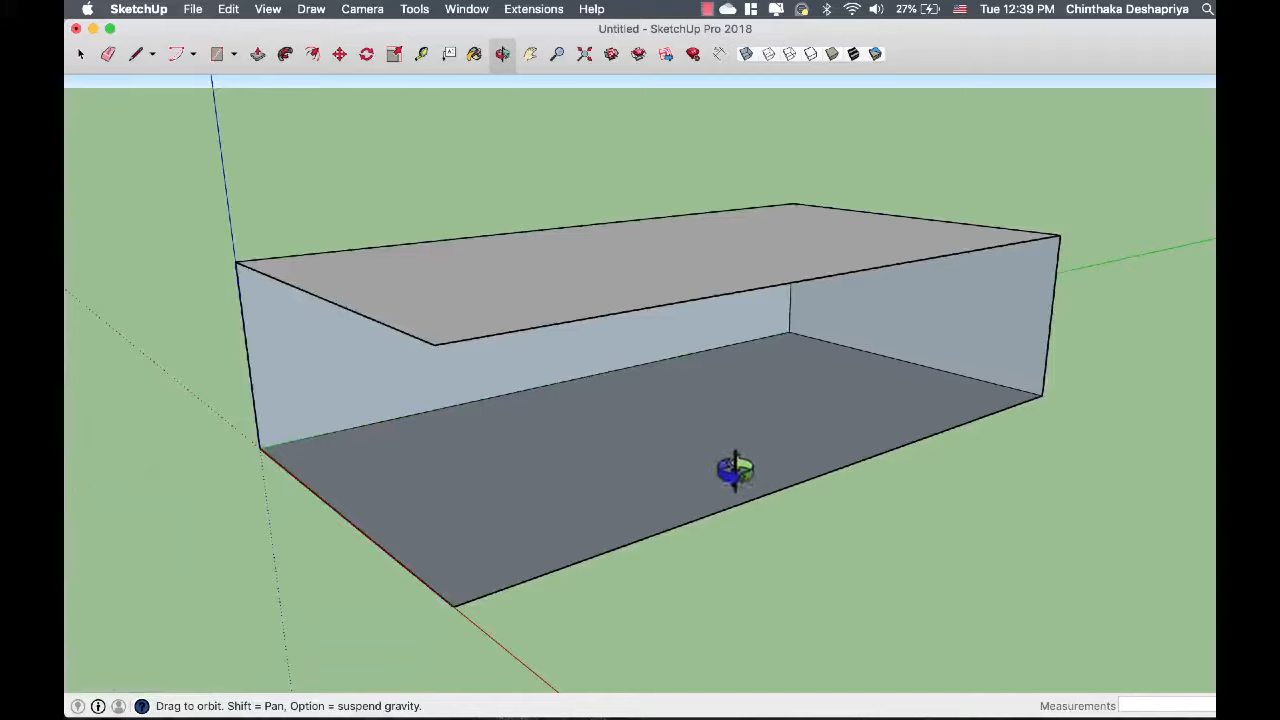 SketchUp File Edit View Draw Camera Tools Window Extensions Help 27% Tue 12:39 PM Chinthaka Deshapriya
Untitled - SketchUp Pro 2018
Drag to orbit. Shift = Pan, Option = suspend gravity. Measurements